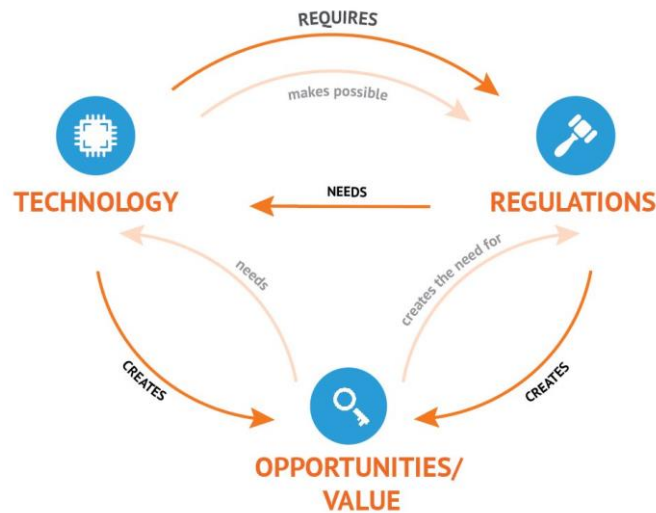 REQUIRES
makes possible
TECHNOLOGY
NEEDS
REGULATIONS
needs
creates the need for
CREATES
CREATES
OPPORTUNITIES/
VALUE